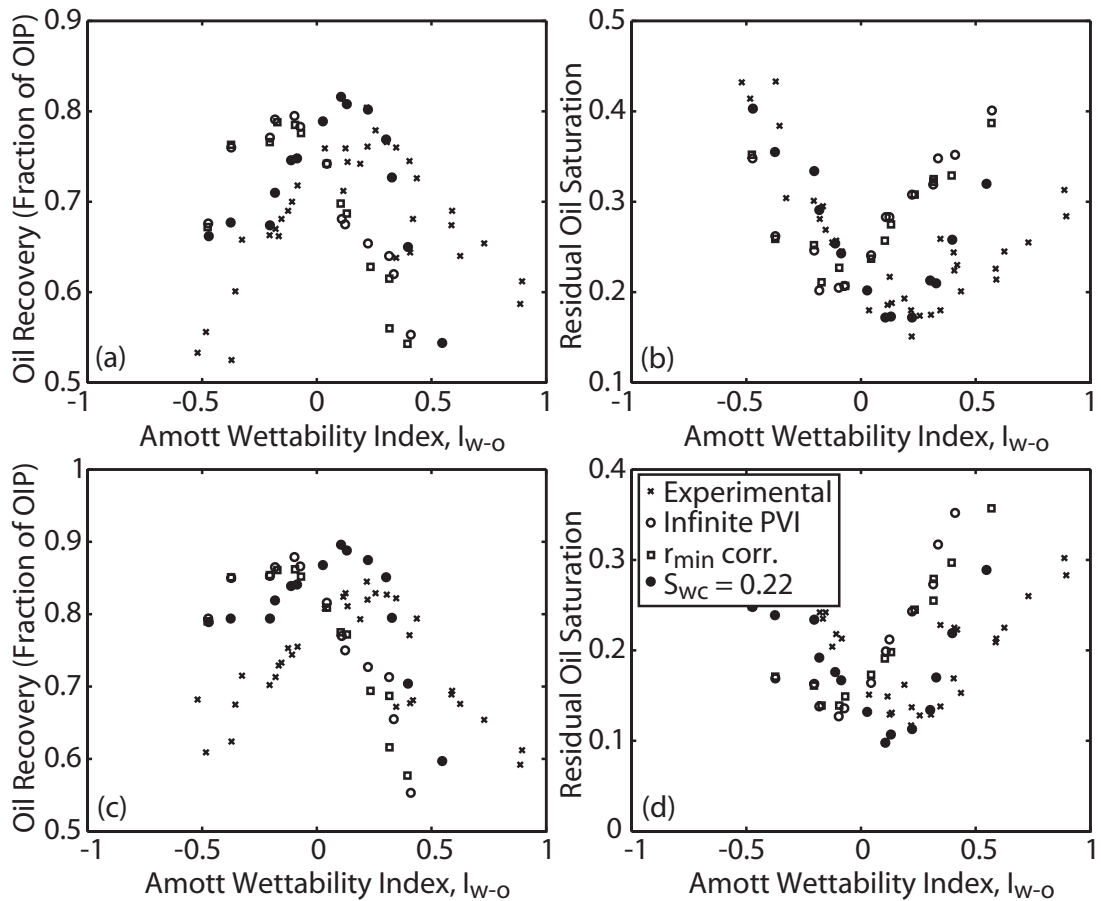 0.9
0.8
0.7
0.6
0.5
Oil Recovery (Fraction of OIP)
(a)
-1
-0.5
0
0.5
1
Amott Wettability Index, Iw-o
0.5
0.4
0.3
0.2
0.1
Residual Oil Saturation
(b)
-1
-0.5
0
0.5
1
Amott Wettability Index, Iw-o
1
0.9
0.8
0.7
0.6
0.5
Oil Recovery (Fraction of OIP)
(c)
-1
-0.5
0
0.5
1
Amott Wettability Index, Iw-o
0.4
0.3
0.2
0.1
0
Residual Oil Saturation
Experimental
Infinite PVI
rmin corr.
Swc = 0.22
(d)
-1
-0.5
0
0.5
1
Amott Wettability Index, Iw-o